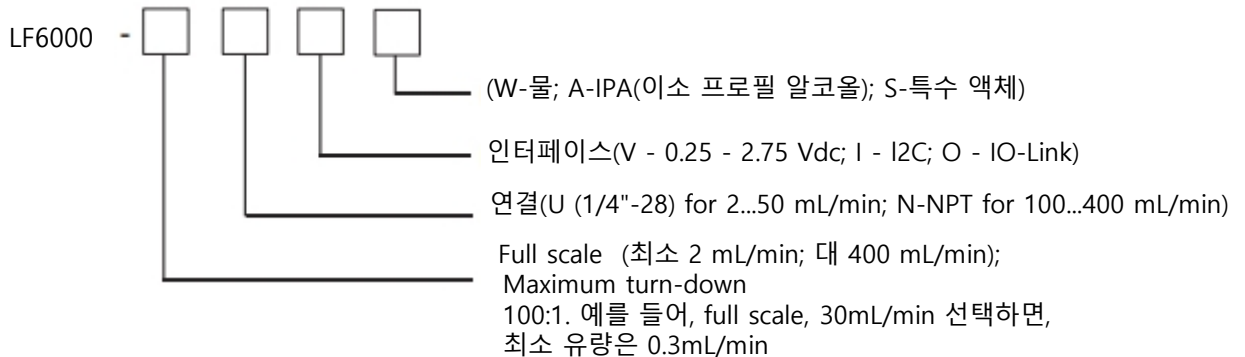 LF6000 -
(W-물; A-IPA(이소 프로필 알코올); S-특수 액체)
인터페이스(V - 0.25 - 2.75 Vdc; I - I2C; O - IO-Link)
연결(U (1/4"-28) for 2...50 mL/min; N-NPT for 100...400 mL/min)
Full scale (최소 2 mL/min; 대 400 mL/min);
Maximum turn-down
100:1. 예를 들어, full scale, 30mL/min 선택하면,
최소 유량은 0.3mL/min